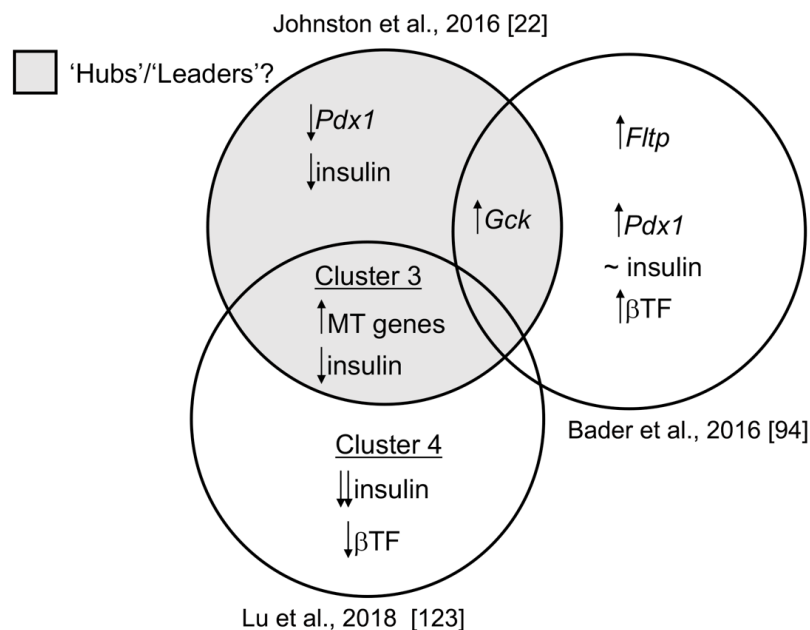 Johnston et al., 2016 [22]
‘Hubs’/‘Leaders’?
↓Pdx1
↓insulin
↑Gck
↑Fltp
↑Pdx1
~ insulin
↑βTF
Cluster 3
↑MT genes
↓insulin
Bader et al., 2016 [94]
Cluster 4
↓↓insulin
↓βTF
Lu et al., 2018 [123]